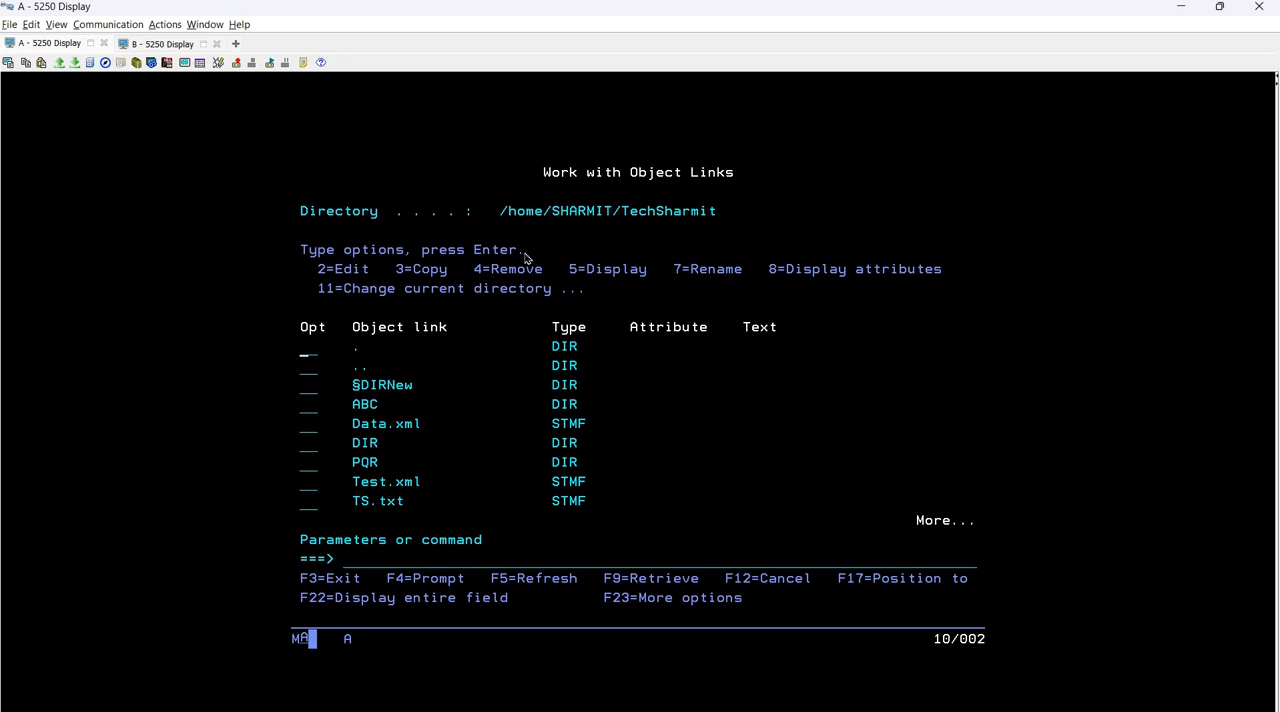 A - 5250 Display
File Edit View Communication Actions Window Help
A - 5250 Display B - 5250 Display
Work with Object Links
Directory . . . . : /home/SHARMIT/TechSharmit
Type options, press Enter.
2=Edit 3=Copy 4=Remove 5=Display 7=Rename 8=Display attributes
11=Change current directory ...
Opt Object link Type Attribute Text
. DIR
.. DIR
§DIRNew DIR
ABC DIR
Data.xml STMF
DIR DIR
PQR DIR
Test.xml STMF
TS.txt STMF
More...
Parameters or command
===>
F3=Exit F4=Prompt F5=Refresh F9=Retrieve F12=Cancel F17=Position to
F22=Display entire field F23=More options
MA A 10/002